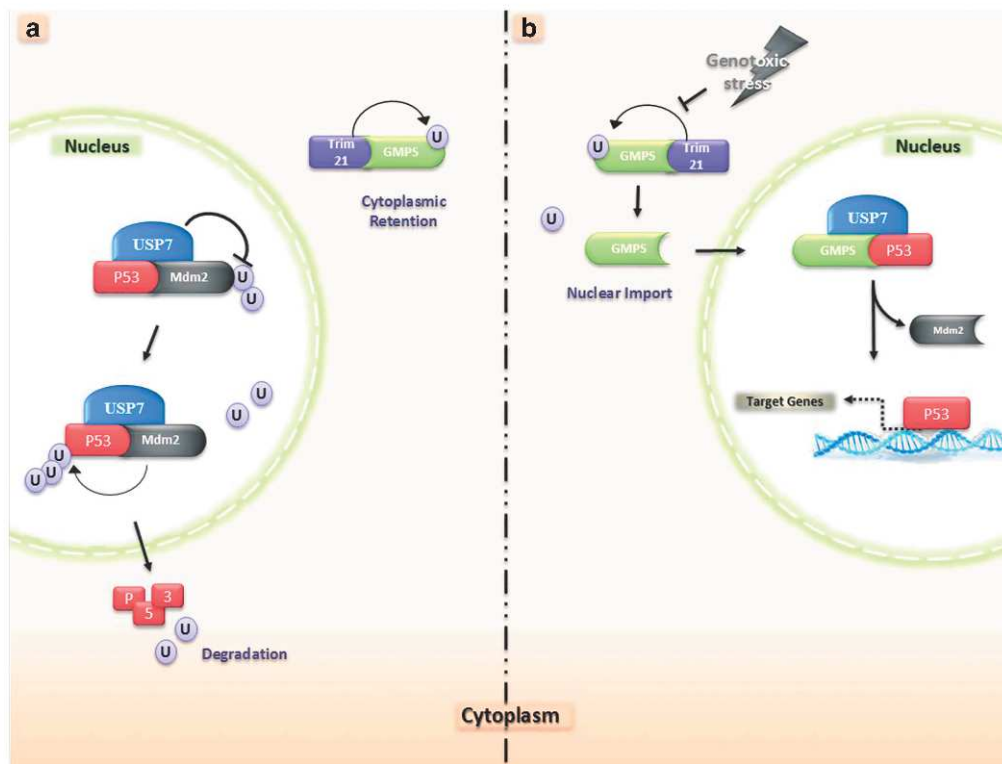 a
Nucleus
Trim
21
GMPS
U
Cytoplasmic
Retention
USP7
P53
Mdm2
U
U
USP7
P53
Mdm2
U
U
U
U
U
P
5
3
U
U
Degradation
b
Genotoxic
stress
U
GMPS
Trim
21
Nucleus
U
GMPS
Nuclear Import
USP7
GMPS
P53
Mdm2
Target Genes
P53
Cytoplasm